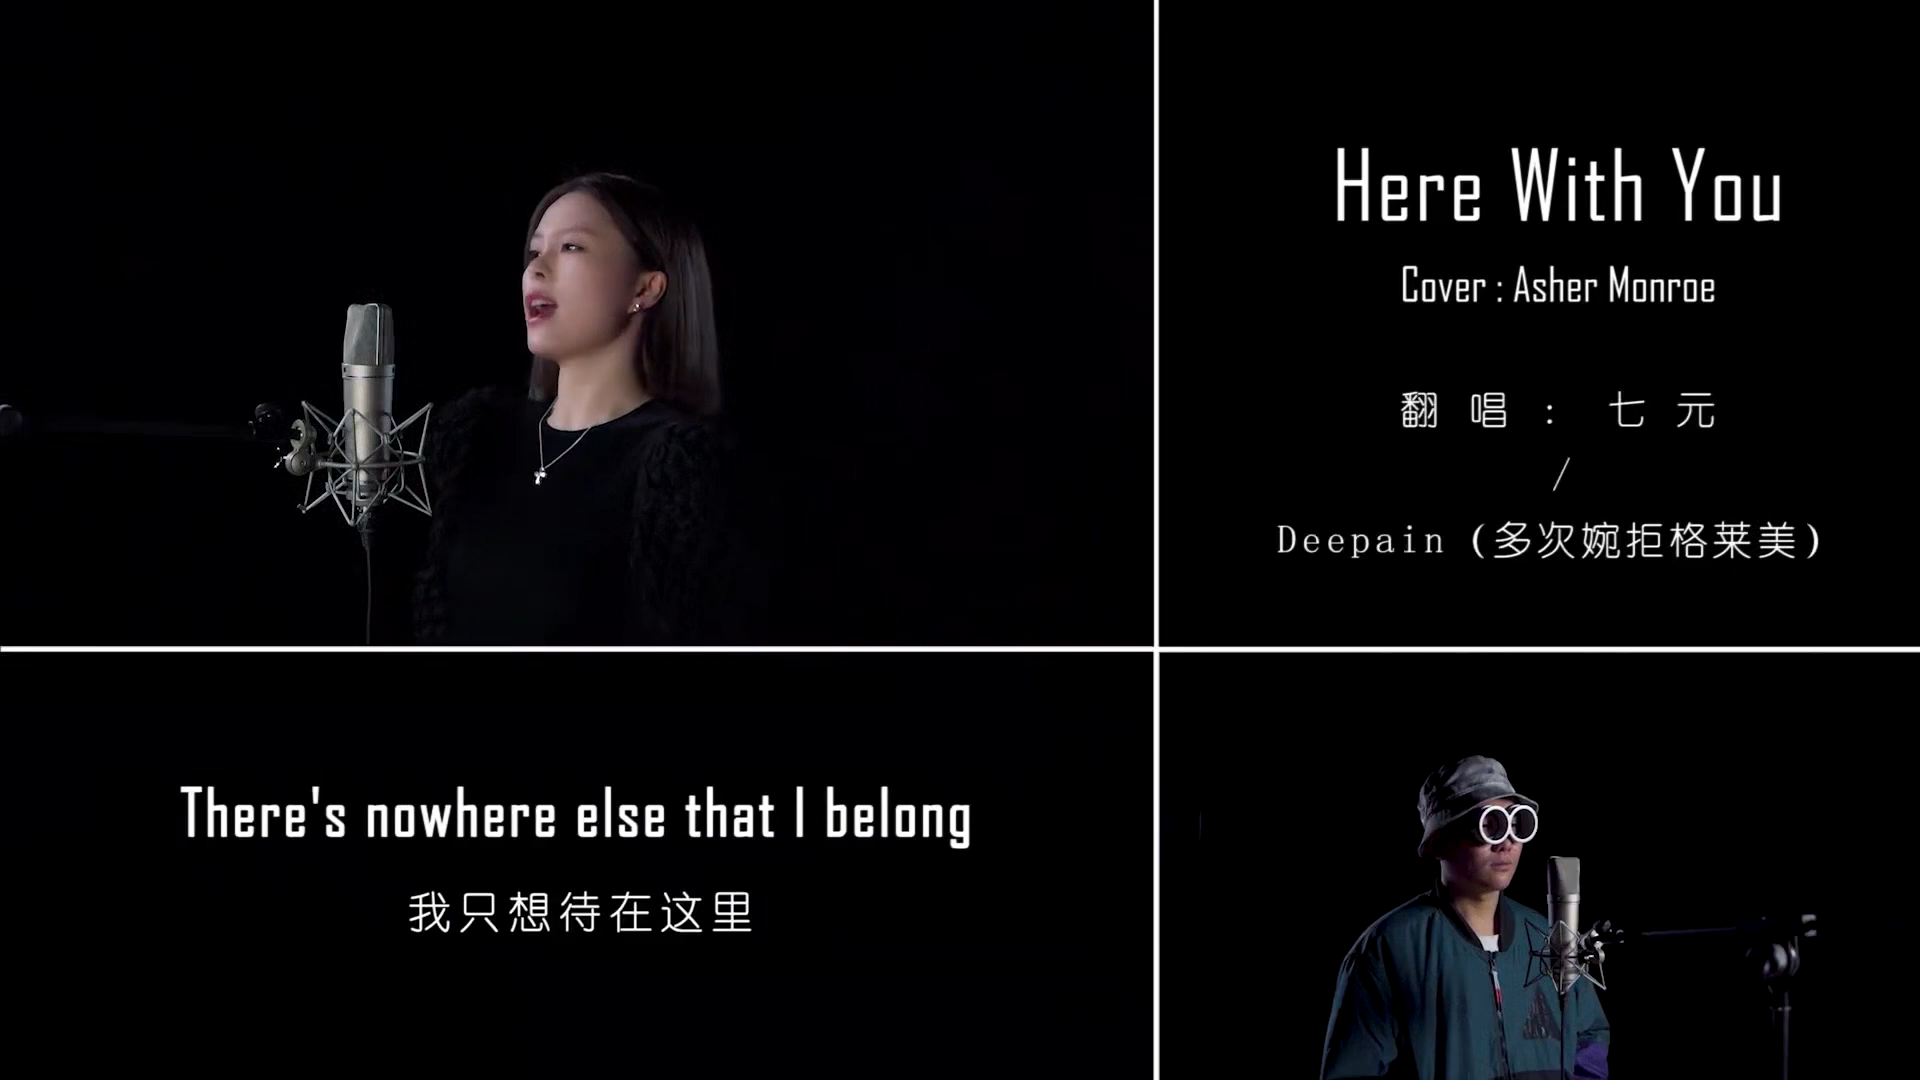 Here With You
Cover : Asher Monroe
翻 唱 : 七 元
/
Deepain (多次婉拒格莱美)
There's nowhere else that I belong
我只想待在这里